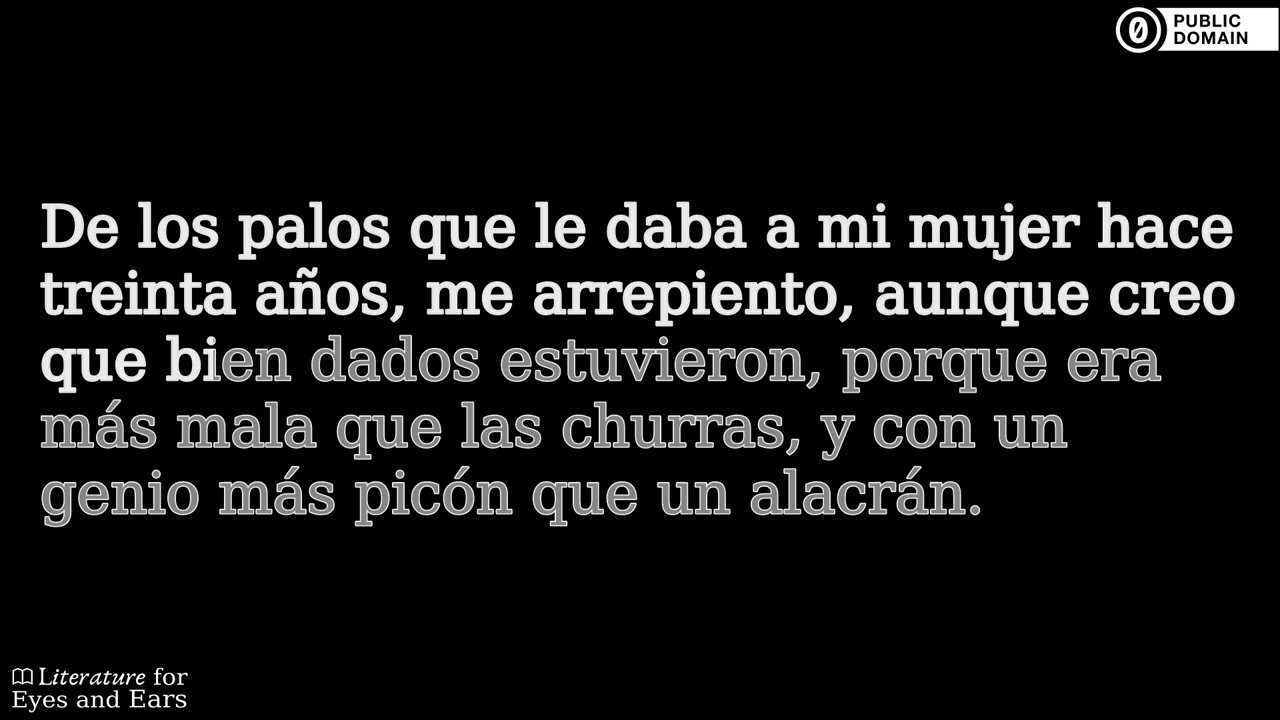 PUBLIC
DOMAIN
De los palos que le daba a mi mujer hace
treinta años, me arrepiento, aunque creo
que bien dados estuvieron, porque era
más mala que las churras, y con un
genio más picón que un alacrán.
Literature for
Eyes and Ears